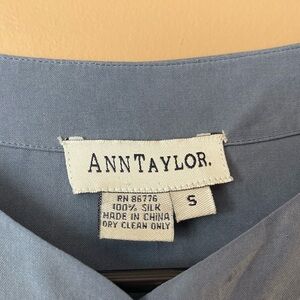 ANNTAYLOR.
RN 86776
100% SILK
MADE IN CHINA
DRY CLEAN ONLY
S